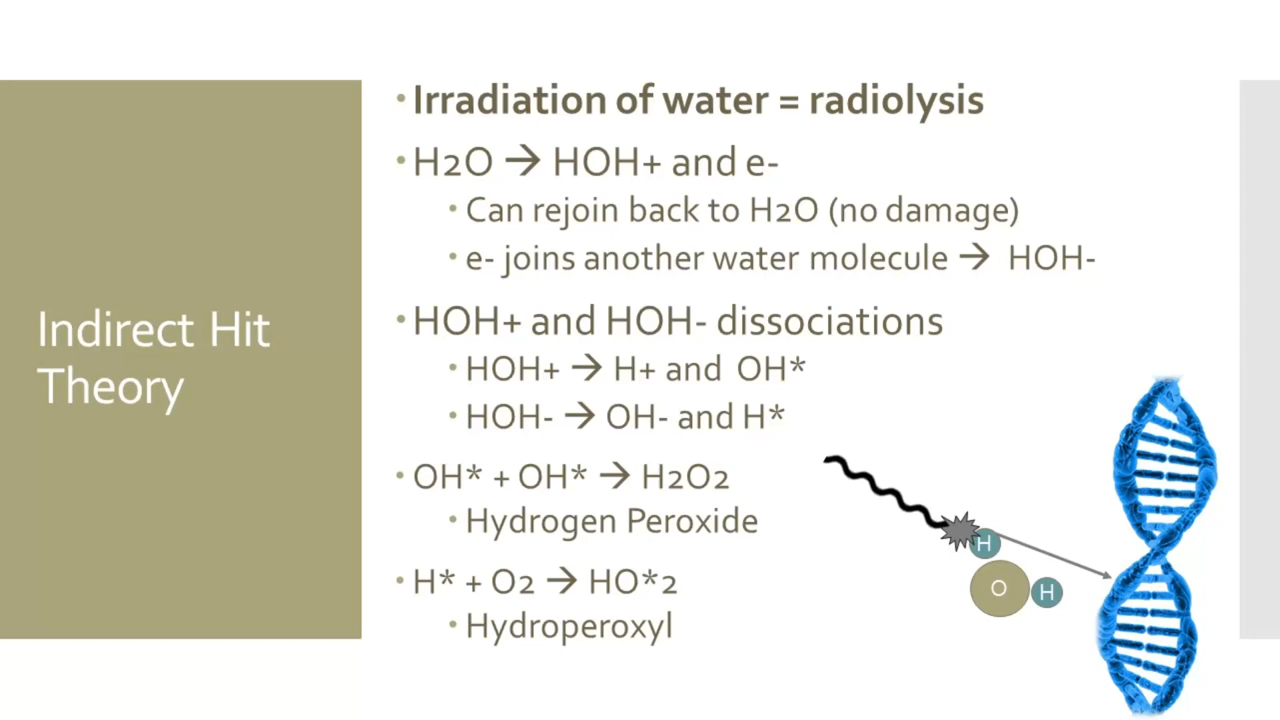 Indirect Hit
Theory
• Irradiation of water = radiolysis
• H2O → HOH+ and e-
• Can rejoin back to H2O (no damage)
• e- joins another water molecule → HOH-
• HOH+ and HOH- dissociations
• HOH+ → H+ and OH*
• HOH- → OH- and H*
• OH* + OH* → H2O2
• Hydrogen Peroxide
• H* + O2 → HO*2
• Hydroperoxyl
H
O
H